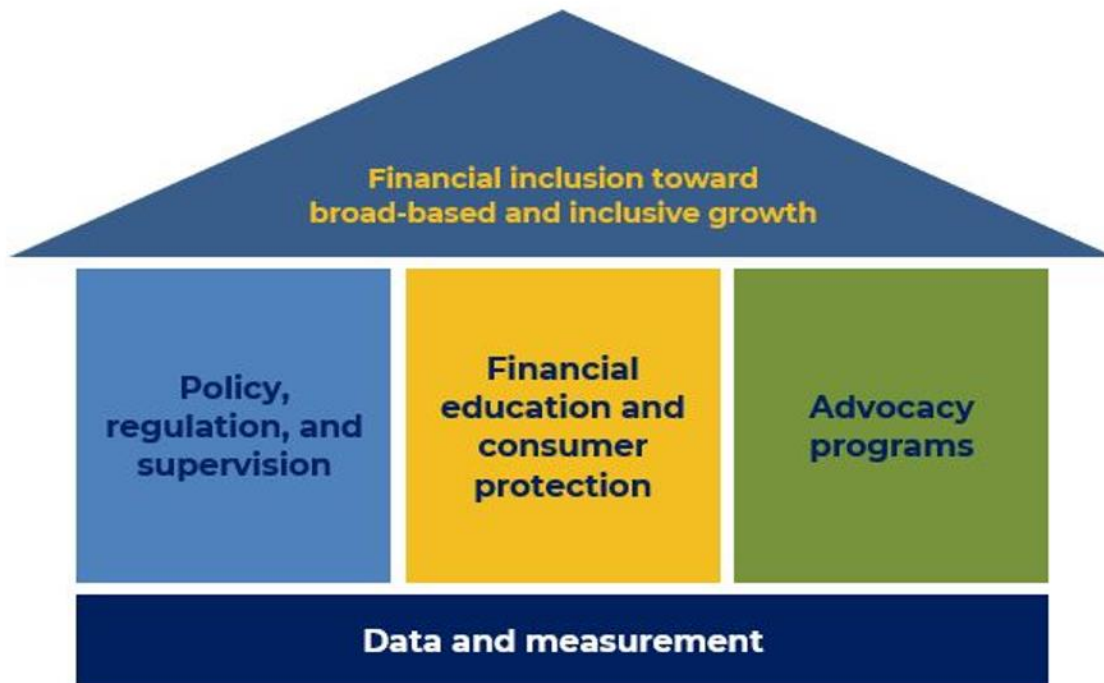 Financial inclusion toward
broad-based and inclusive growth
Policy,
regulation, and
supervision
Financial
education and
consumer
protection
Advocacy
programs
Data and measurement